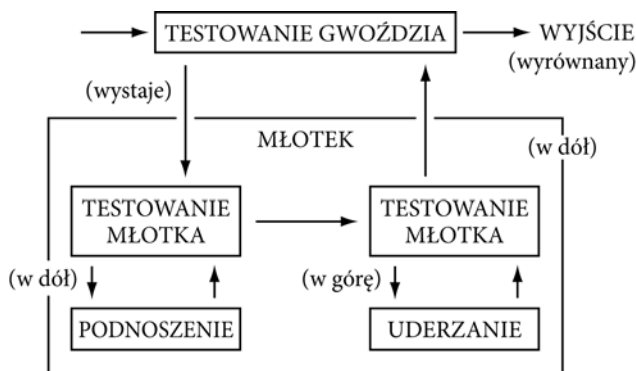 TESTOWANIE GWOŹDZIA
WYJŚCIE
(wyrównany)
(wystaje)
MŁOTEK
(w dół)
TESTOWANIE
MŁOTKA
TESTOWANIE
MŁOTKA
(w dół)
(w górę)
PODNOSZENIE
UDERZANIE